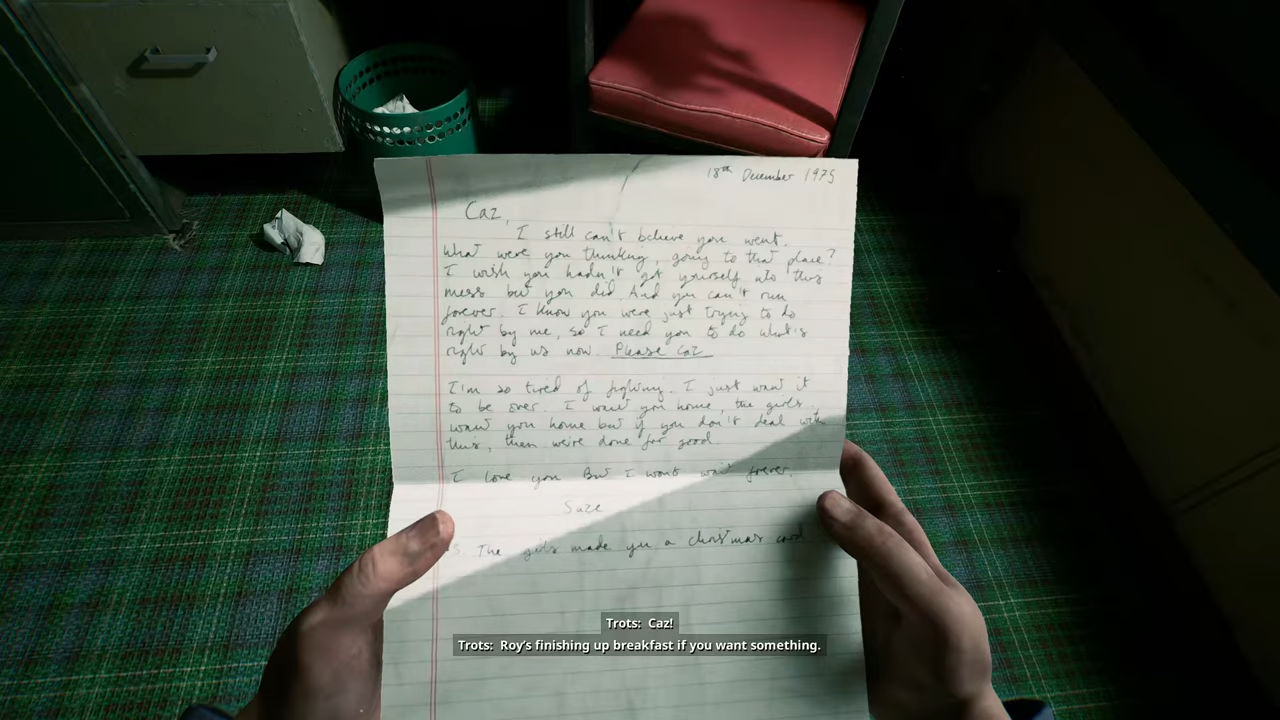 18th December 1975
Caz,
I still can't believe you went.
What were you thinking, going to that place?
I wish you hadn't got yourself into this
mess but you did. And you can't run
forever. I know you were just trying to do
right by me, so I need you to do what's
right by us now. Please Caz
I'm so tired of fighting. I just want it
to be over. I want you home, the girls
want you home but if you don't deal with
this, then we're done for good.
I love you But I won't wait forever.
Suze
S. The girls made you a christmas card
Trots: Caz!
Trots: Roy's finishing up breakfast if you want something.